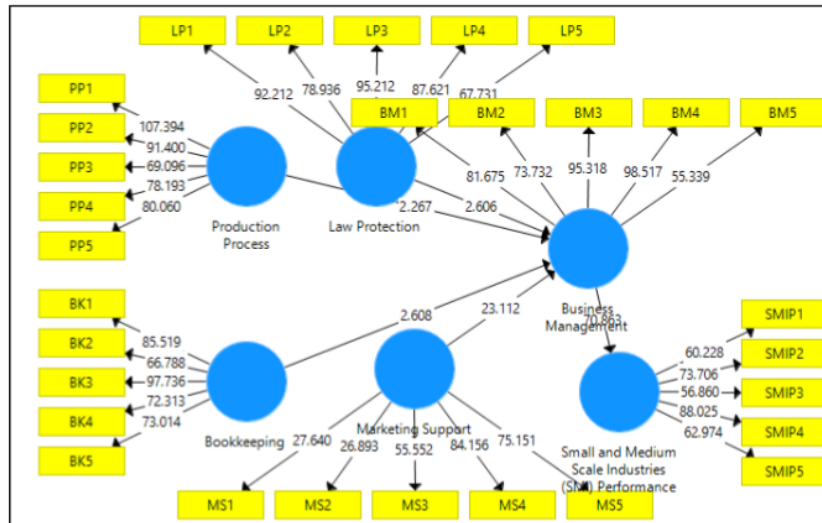 LP1
LP2
LP3
LP4
LP5
92.212
78.936
95.212
87.621
67.731
PP1
PP2
PP3
PP4
PP5
107.394
91.400
69.096
78.193
80.060
BM1
BM2
BM3
BM4
BM5
81.675
73.732
95.318
98.517
55.339
Production
Process
Law Protection
2.267
2.606
Business
Management
70.863
BK1
BK2
BK3
BK4
BK5
85.519
66.788
97.736
72.313
73.014
Bookkeeping
2.608
23.112
Marketing Support
27.640
26.893
55.552
84.156
75.151
MS1
MS2
MS3
MS4
MS5
SMIP1
SMIP2
SMIP3
SMIP4
SMIP5
60.228
73.706
56.860
88.025
62.974
Small and Medium
Scale Industries
(SMI) Performance